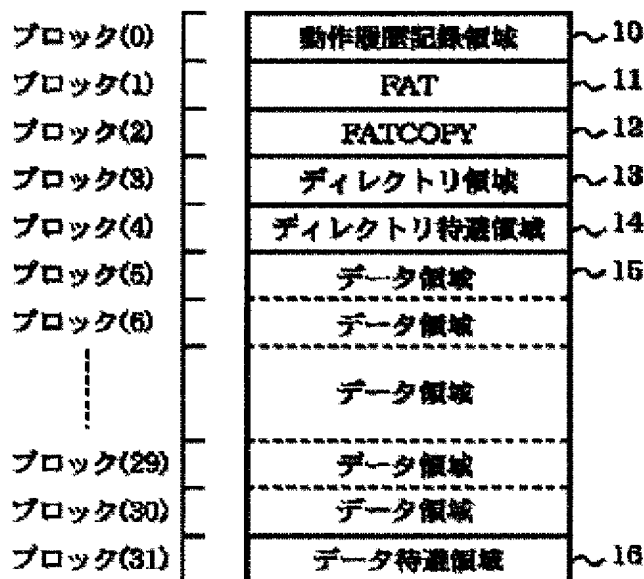 ブロック(0) 動作履歴記録領域 10
ブロック(1) FAT 11
ブロック(2) FATCOPY 12
ブロック(3) ディレクトリ領域 13
ブロック(4) ディレクトリ待避領域 14
ブロック(5) データ領域 15
ブロック(6) データ領域
データ領域
ブロック(29) データ領域
ブロック(30) データ領域
ブロック(31) データ待避領域 16